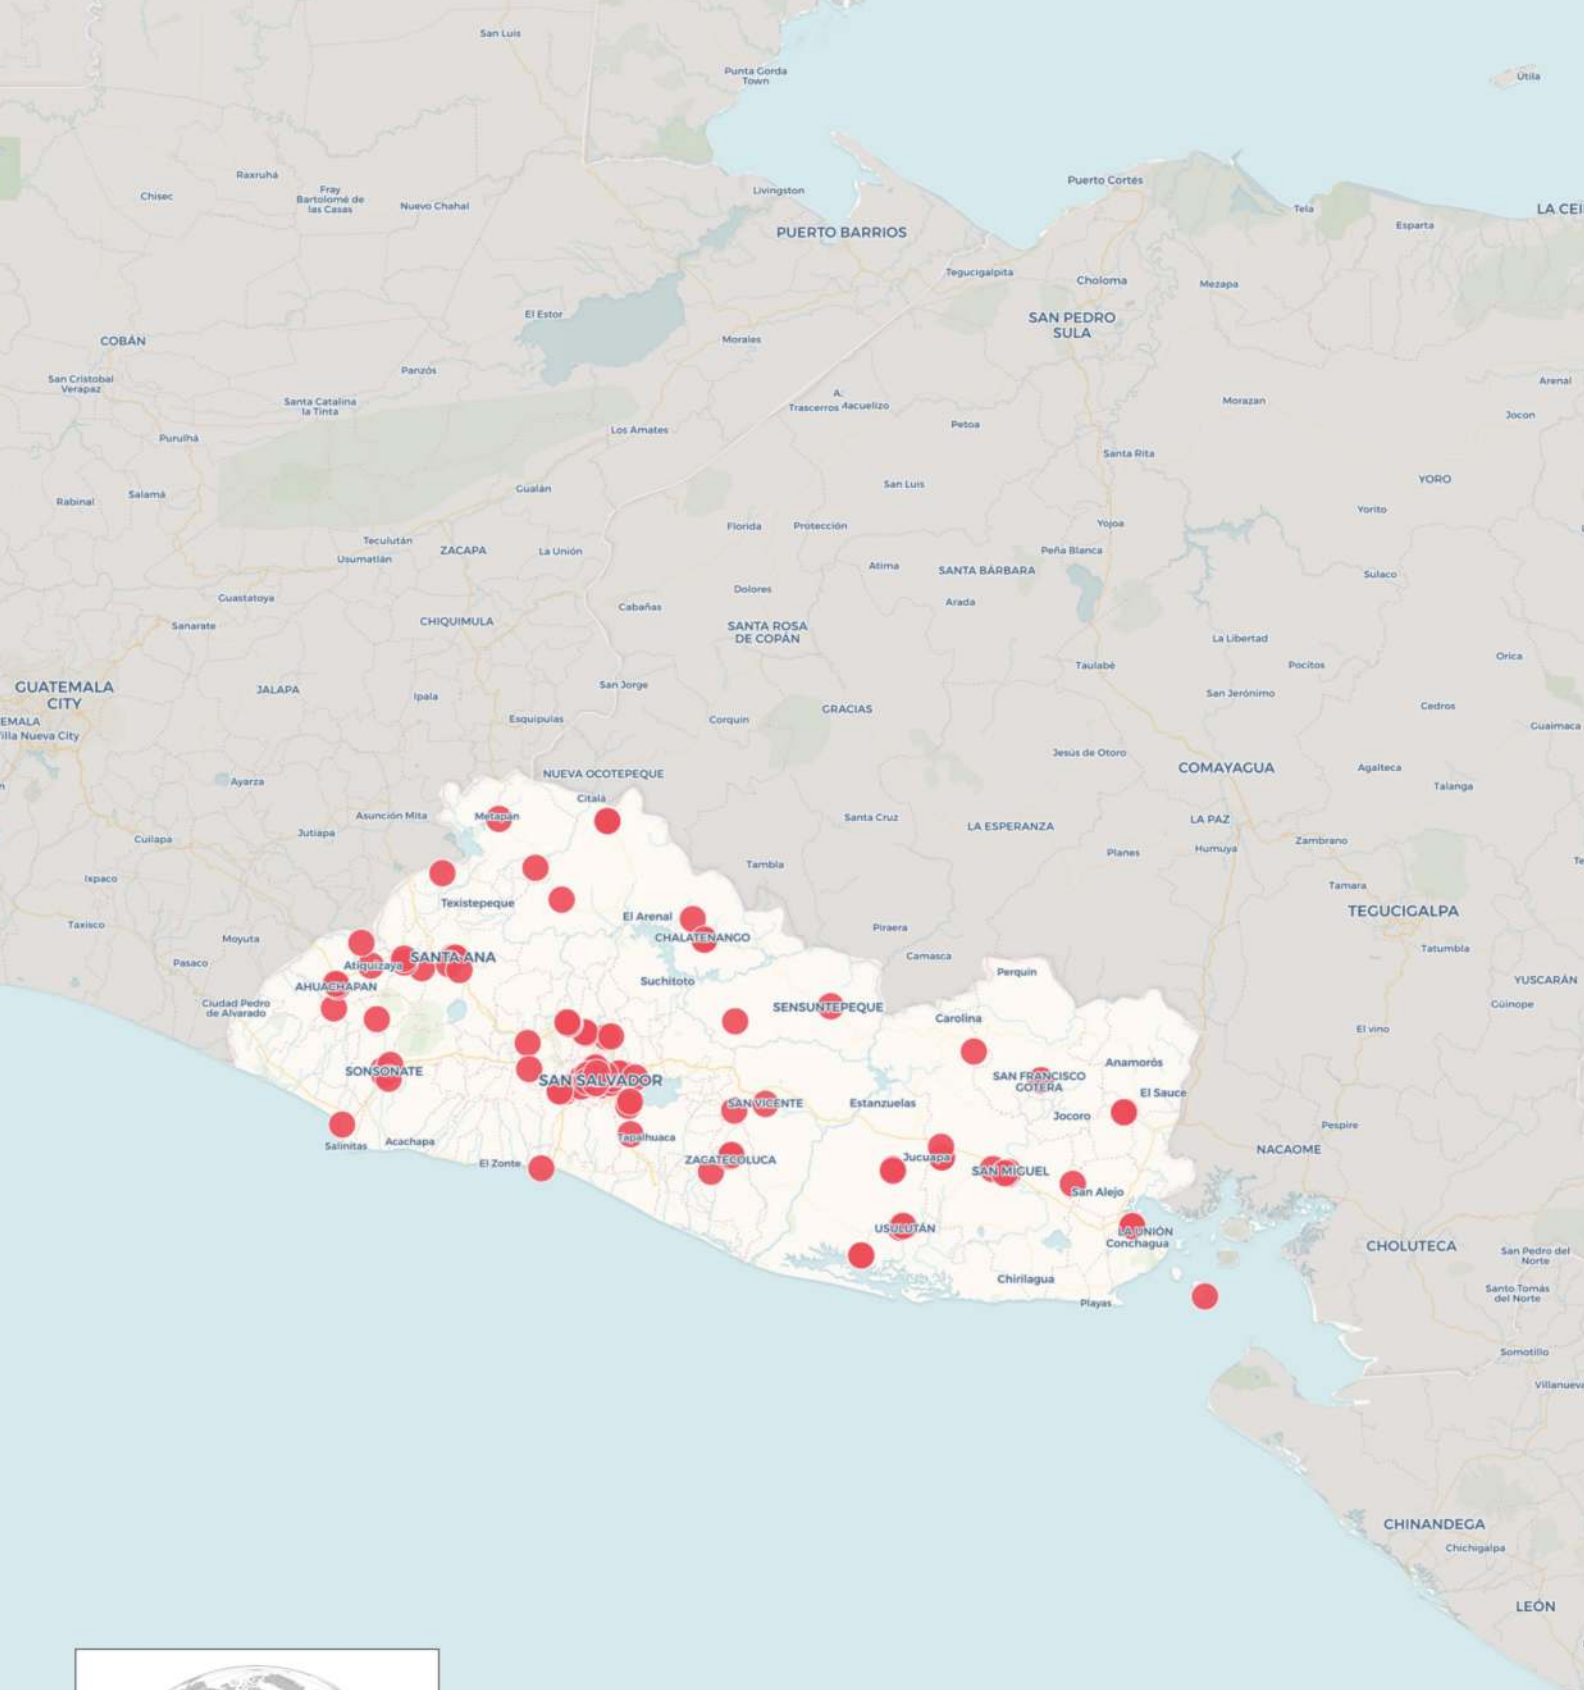 San Luis
Punta Gorda
Town
Útila
Raxruhá
Chisec
Fray
Bartolomé de
las Casas
Nuevo Chahal
Livingston
Puerto Cortés
PUERTO BARRIOS
Tela
LA CEI
Esparta
Tegucigalpita
Choloma
Mezapa
El Estor
SAN PEDRO
SULA
COBÁN
Morales
San Cristobal
Verapaz
Panzós
Arenal
Santa Catalina
la Tinta
A.
Trascerros
Macuelizo
Morazan
Jocon
Purulhá
Los Amates
Petoa
Santa Rita
Rabinal
Salamá
Gualán
San Luis
YORO
Yorito
Florida
Protección
Yojoa
Teculután
Usumatlán
ZACAPA
La Unión
Peña Blanca
Atima
SANTA BÁRBARA
Sulaco
Guastatoya
Dolores
Cabañas
Arada
Sanarate
CHIQUIMULA
SANTA ROSA
DE COPÁN
La Libertad
Taulabé
Pocitos
Orica
GUATEMALA
CITY
EMALA
illa Nueva City
JALAPA
Ipala
San Jorge
San Jerónimo
Esquipulas
Corquin
GRACIAS
Cedros
Guaimaca
Jesús de Otoro
Ayarza
NUEVA OCOTEPEQUE
COMAYAGUA
Agalteca
Talanga
Citalá
Asunción Mita
Metapán
Santa Cruz
LA ESPERANZA
LA PAZ
Cuilapa
Jutiapa
Zambrano
Planes
Humuya
Te
Ixpaco
Tambla
Tamara
Texistepeque
El Arenal
TEGUCIGALPA
Taxisco
Moyuta
CHALATENANGO
Piraera
Tatumbla
Pasaco
Atiquizaya
SANTA ANA
Camasca
AHUACHAPAN
Suchitoto
Perquin
YUSCARÁN
Ciudad Pedro
de Alvarado
SENSUNTEPEQUE
Carolina
Güinope
El vino
SONSONATE
SAN SALVADOR
SAN FRANCISCO
GOTERA
Anamorós
El Sauce
SAN VICENTE
Estanzuelas
Jocoro
Pespire
Salinitas
Acachapa
Tapalhuaca
NACAOME
El Zonte
ZACATECOLUCA
Jucuapa
SAN MIGUEL
San Alejo
USULUTÁN
LA UNIÓN
Conchagua
CHOLUTECA
San Pedro del
Norte
Chirilagua
Santo Tomás
del Norte
Playas
Somotillo
Villanueva
CHINANDEGA
Chichigalpa
LEÓN